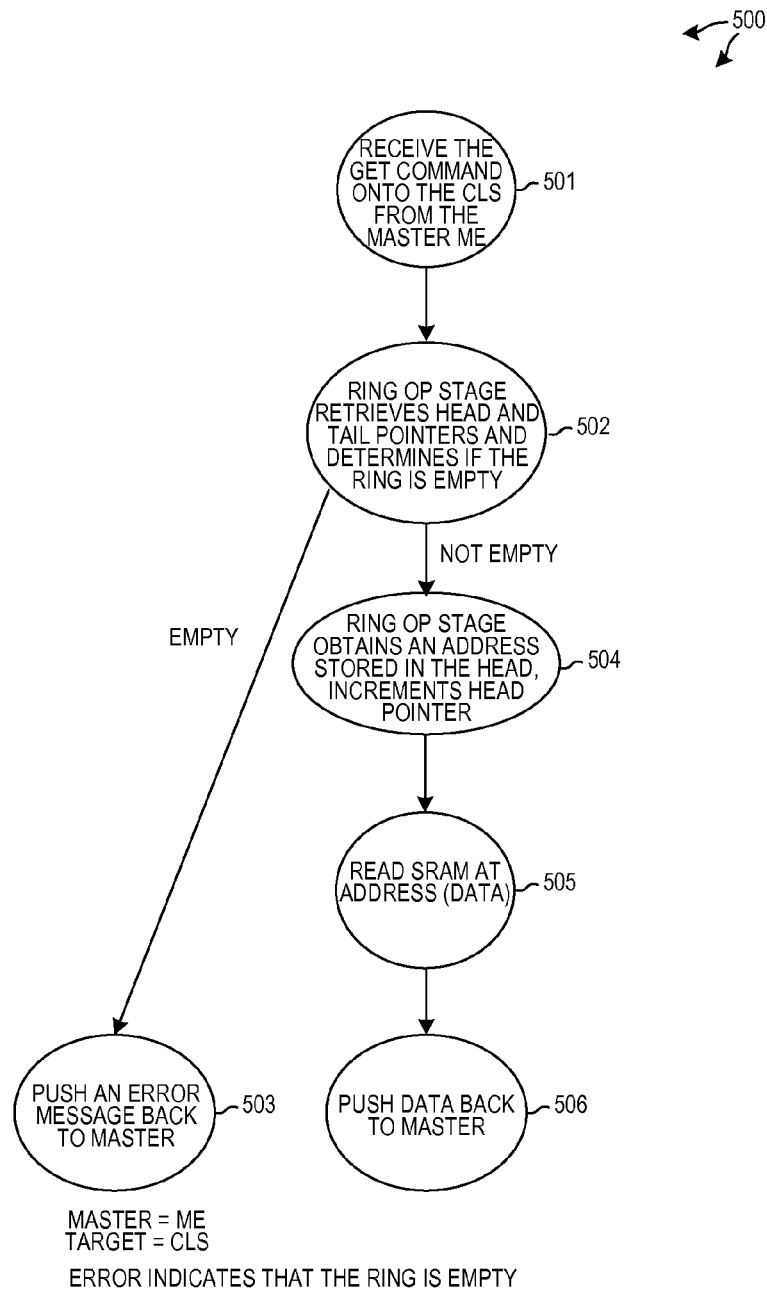 500
RECEIVE THE
GET COMMAND
ONTO THE CLS
FROM THE
MASTER ME
501
RING OP STAGE
RETRIEVES HEAD AND
TAIL POINTERS AND
DETERMINES IF THE
RING IS EMPTY
502
NOT EMPTY
EMPTY
RING OP STAGE
OBTAINS AN ADDRESS
STORED IN THE HEAD,
INCREMENTS HEAD
POINTER
504
READ SRAM AT
ADDRESS (DATA)
505
PUSH AN ERROR
MESSAGE BACK
TO MASTER
503
PUSH DATA BACK
TO MASTER
506
MASTER = ME
TARGET = CLS
ERROR INDICATES THAT THE RING IS EMPTY